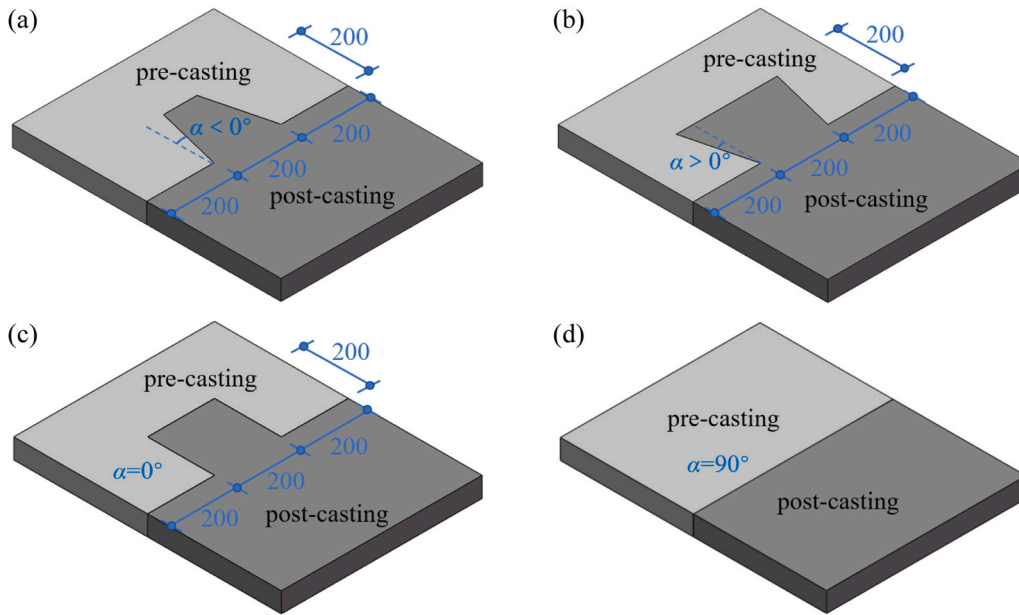 (a)
200
pre-casting
α < 0°
200
200
200
post-casting
(b)
200
pre-casting
α > 0°
200
200
200
post-casting
(c)
200
pre-casting
α=0°
200
200
200
post-casting
(d)
pre-casting
α=90°
post-casting